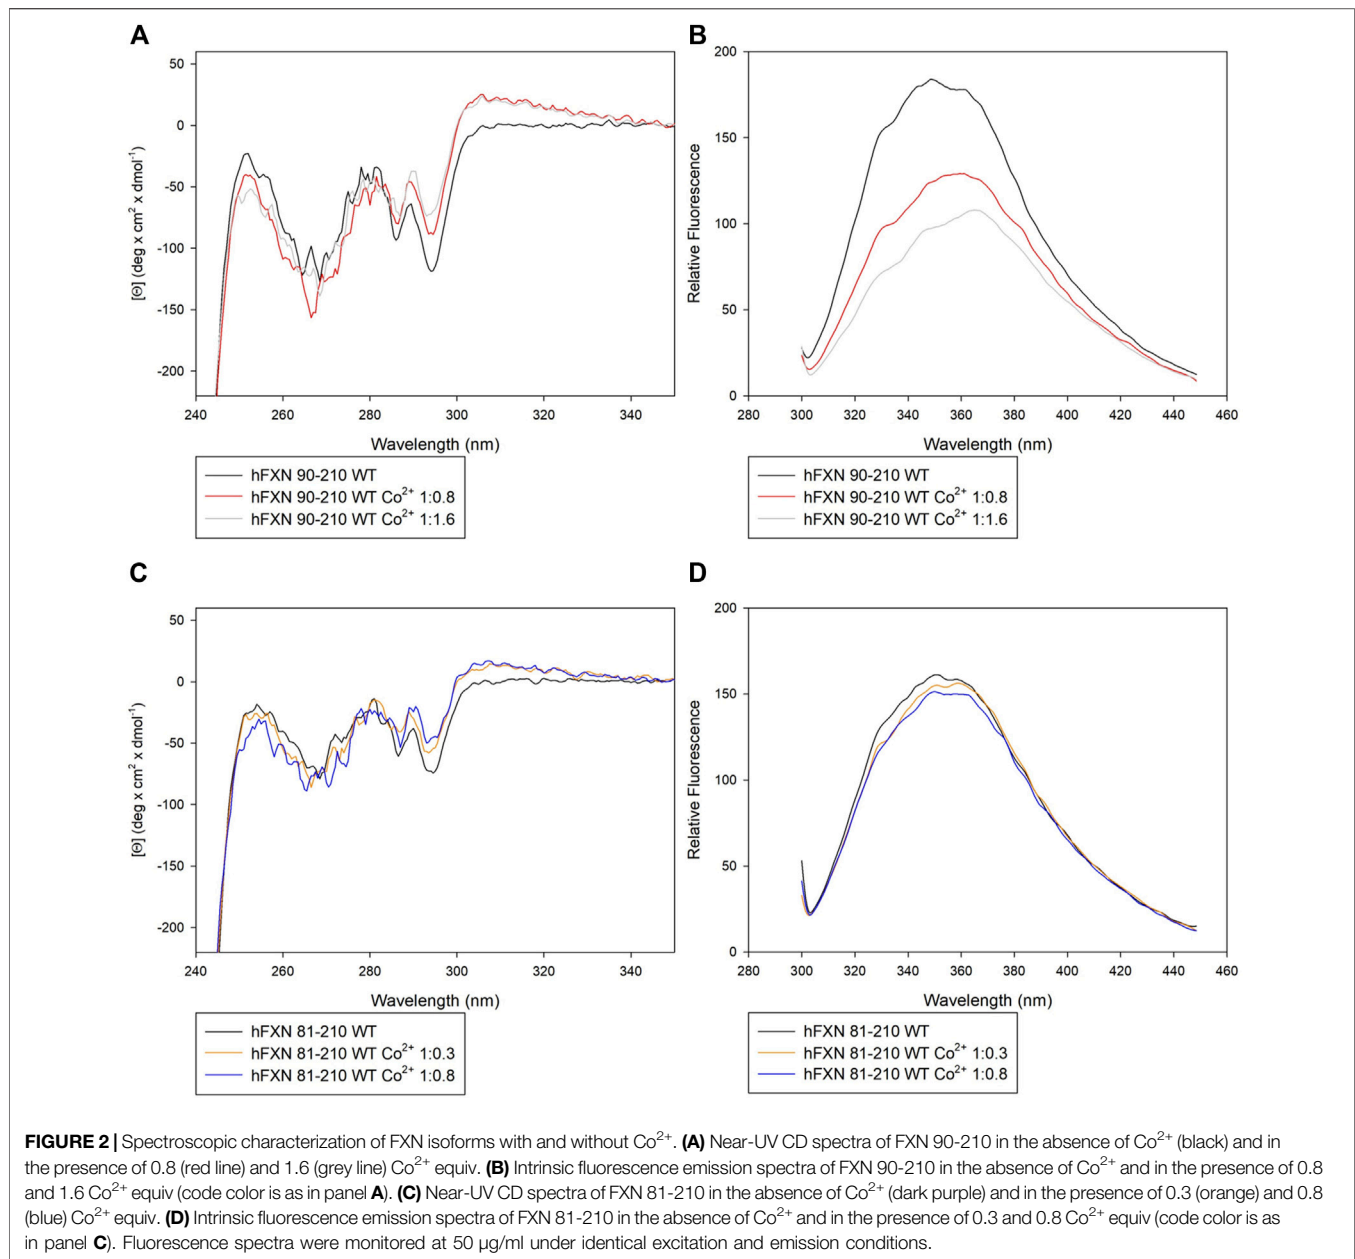 A
50
0
-50
-100
-150
-200
[Θ] (deg x cm² x dmol⁻¹)
240 260 280 300 320 340
Wavelength (nm)
hFXN 90-210 WT
hFXN 90-210 WT Co²⁺ 1:0.8
hFXN 90-210 WT Co²⁺ 1:1.6
B
200
150
100
50
0
Relative Fluorescence
280 300 320 340 360 380 400 420 440 460
Wavelength (nm)
hFXN 90-210 WT
hFXN 90-210 WT Co²⁺ 1:0.8
hFXN 90-210 WT Co²⁺ 1:1.6
C
50
0
-50
-100
-150
-200
[Θ] (deg x cm² x dmol⁻¹)
240 260 280 300 320 340
Wavelength (nm)
hFXN 81-210 WT
hFXN 81-210 WT Co²⁺ 1:0.3
hFXN 81-210 WT Co²⁺ 1:0.8
D
200
150
100
50
0
Relative Fluorescence
280 300 320 340 360 380 400 420 440 460
Wavelength (nm)
hFXN 81-210 WT
hFXN 81-210 WT Co²⁺ 1:0.3
hFXN 81-210 WT Co²⁺ 1:0.8
FIGURE 2 | Spectroscopic characterization of FXN isoforms with and without Co²⁺. (A) Near-UV CD spectra of FXN 90-210 in the absence of Co²⁺ (black) and in
the presence of 0.8 (red line) and 1.6 (grey line) Co²⁺ equiv. (B) Intrinsic fluorescence emission spectra of FXN 90-210 in the absence of Co²⁺ and in the presence of 0.8
and 1.6 Co²⁺ equiv (code color is as in panel A). (C) Near-UV CD spectra of FXN 81-210 in the absence of Co²⁺ (dark purple) and in the presence of 0.3 (orange) and 0.8
(blue) Co²⁺ equiv. (D) Intrinsic fluorescence emission spectra of FXN 81-210 in the absence of Co²⁺ and in the presence of 0.3 and 0.8 Co²⁺ equiv (code color is as
in panel C). Fluorescence spectra were monitored at 50 µg/ml under identical excitation and emission conditions.